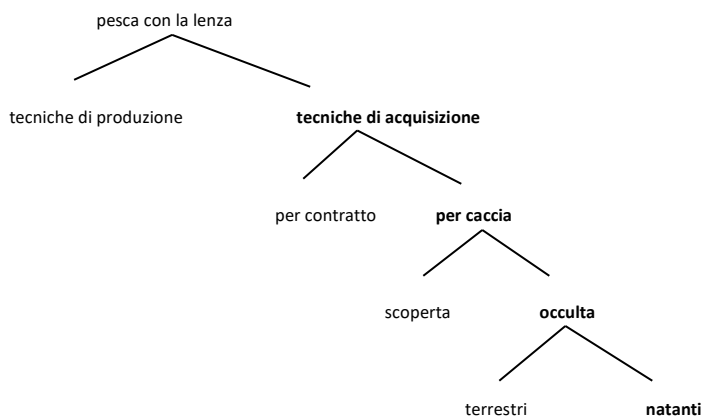 pesca con la lenza
tecniche di produzione
tecniche di acquisizione
per contratto
per caccia
scoperta
occulta
terrestri
natanti